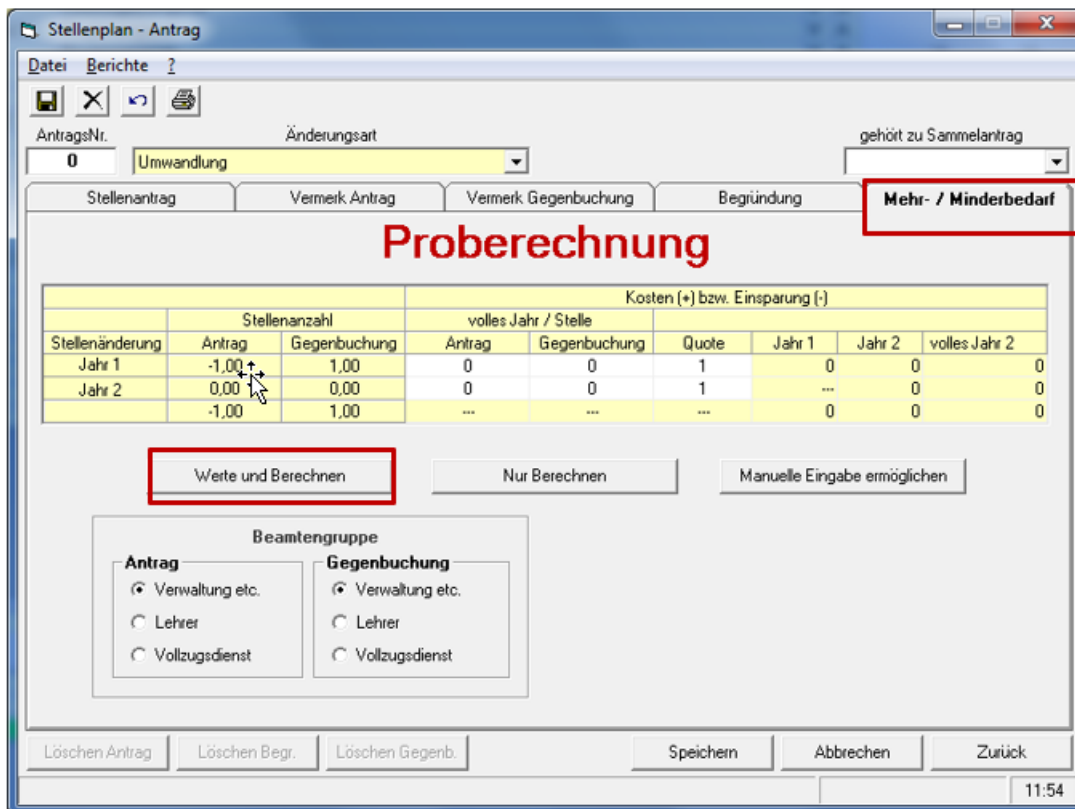 Stellenplan - Antrag
Datei Berichte ?
AntragsNr. Änderungsart gehört zu Sammelantrag
0 Umwandlung
Stellenantrag Vermerk Antrag Vermerk Gegenbuchung Begründung Mehr- / Minderbedarf
Proberechnung
Kosten (+) bzw. Einsparung (-)
Stellenanzahl volles Jahr / Stelle
Stellenänderung Antrag Gegenbuchung Antrag Gegenbuchung Quote Jahr 1 Jahr 2 volles Jahr 2
Jahr 1 -1,00 1,00 0 0 1 0 0 0
Jahr 2 0,00 0,00 0 0 1 --- 0 0
-1,00 1,00 --- --- --- 0 0 0
Werte und Berechnen Nur Berechnen Manuelle Eingabe ermöglichen
Beamtengruppe
Antrag Gegenbuchung
Verwaltung etc. Verwaltung etc.
Lehrer Lehrer
Vollzugsdienst Vollzugsdienst
Löschen Antrag Löschen Begr. Löschen Gegenb. Speichern Abbrechen Zurück
11:54